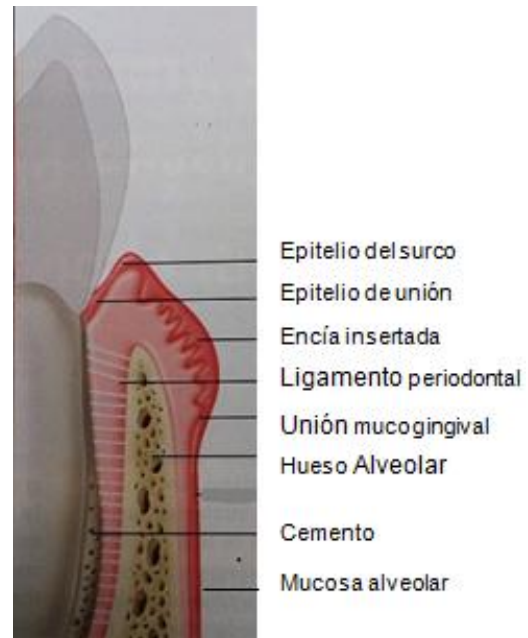 Epitelio del surco
Epitelio de unión
Encía insertada
Ligamento periodontal
Unión mucogingival
Hueso Alveolar
Cemento
Mucosa alveolar